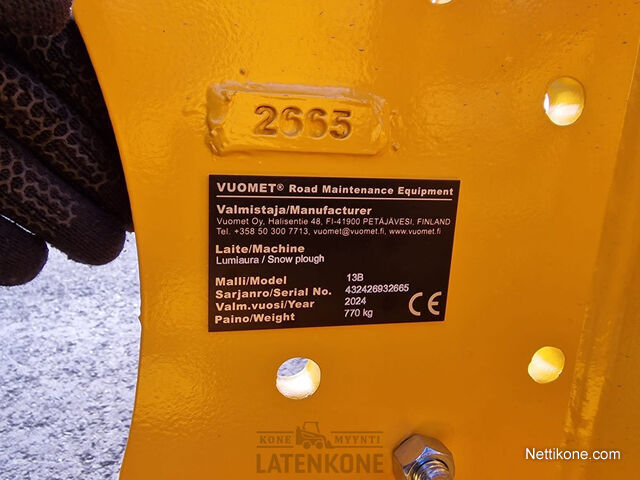 2665
VUOMET® Road Maintenance Equipment
Valmistaja/Manufacturer
Vuomet Oy, Halisentie 48, FI-41900 PETÄJÄVESI, FINLAND
Tel. +358 50 300 7713, vuomet@vuomet.fi, www.vuomet.fi
Laite/Machine
Lumiaura / Snow plough
Malli/Model 13B
Sarjanro/Serial No. 432426932665
Valm.vuosi/Year 2024
Paino/Weight 770 kg
CE
KONE MYYNTI
LATENKONE
Nettikone.com